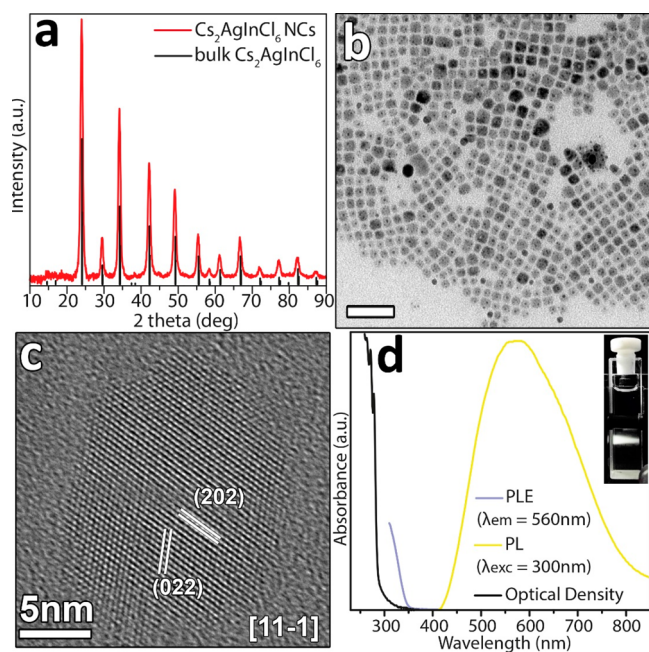 a
Cs₂AgInCl₆ NCs
bulk Cs₂AgInCl₆
Intensity (a.u.)
10 20 30 40 50 60 70 80 90
2 theta (deg)
b
c
(202)
(022)
5nm
[11-1]
d
Absorbance (a.u.)
PLE
(λem = 560nm)
PL
(λexc = 300nm)
Optical Density
300 400 500 600 700 800
Wavelength (nm)